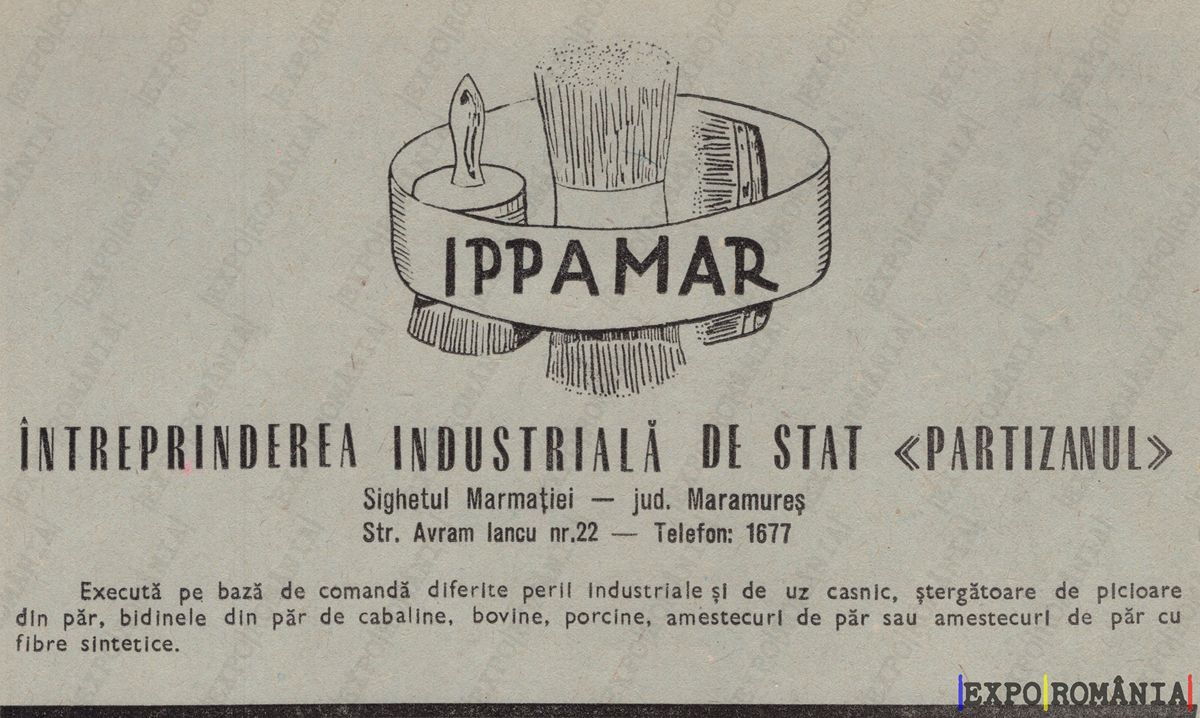 IPPAMAR
ÎNTREPRINDEREA INDUSTRIALĂ DE STAT «PARTIZANUL»
Sighetul Marmației — jud. Maramureș
Str. Avram Iancu nr.22 — Telefon: 1677
Execută pe bază de comandă diferite perii industriale și de uz casnic, ștergătoare de picioare
din păr, bidinele din păr de cabaline, bovine, porcine, amestecuri de păr sau amestecuri de păr cu
fibre sintetice.
|EXPO|ROMÂNIA|